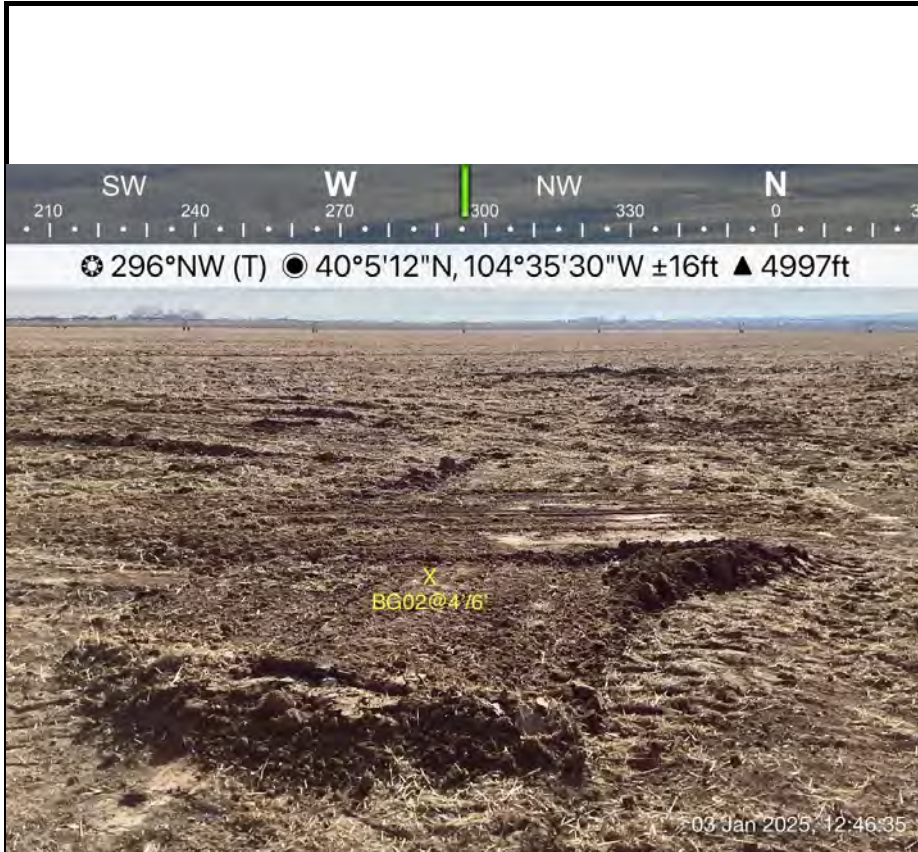 SW W NW N
210 240 270 300 330 0
296°NW (T) 40°5'12"N, 104°35'30"W ±16ft ▲ 4997ft
X
BG02@4'/6'
03 Jan 2025, 12:46:35